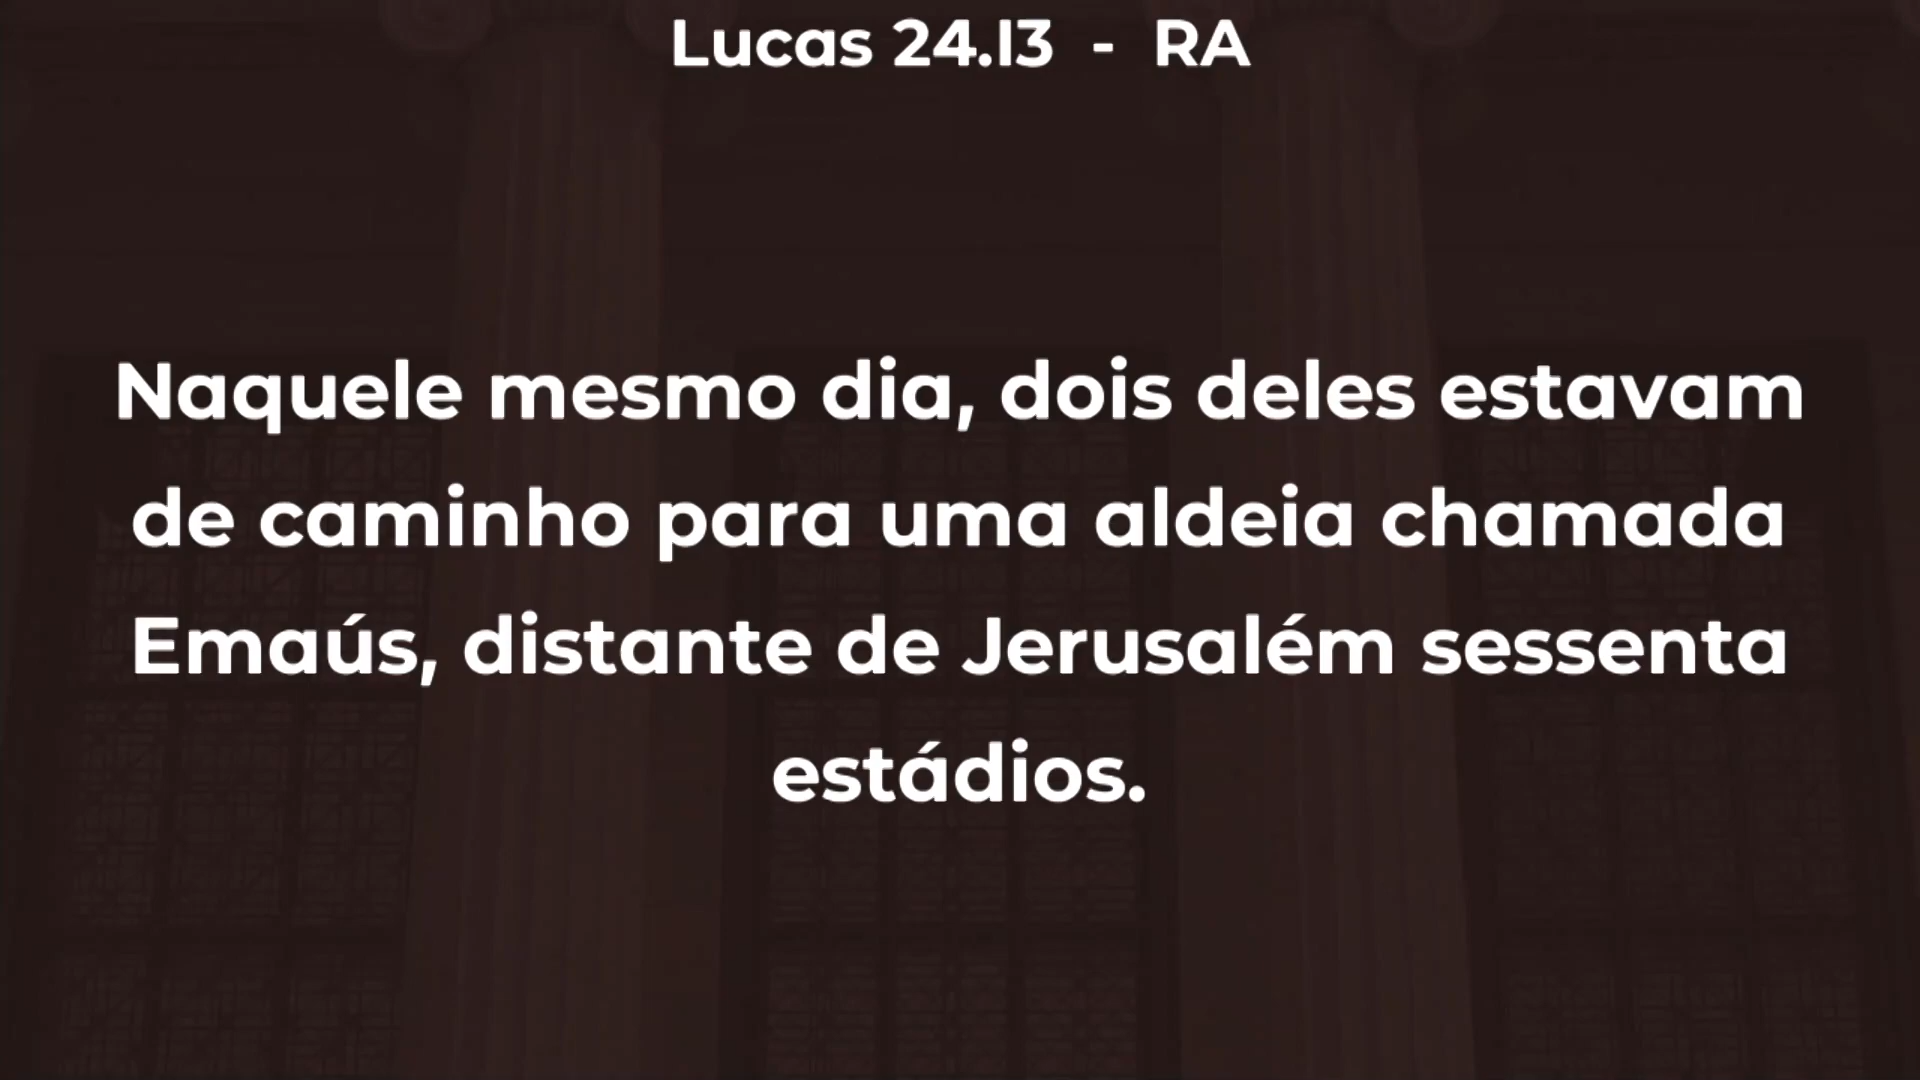 Lucas 24.13 - RA
Naquele mesmo dia, dois deles estavam
de caminho para uma aldeia chamada
Emaús, distante de Jerusalém sessenta
estádios.